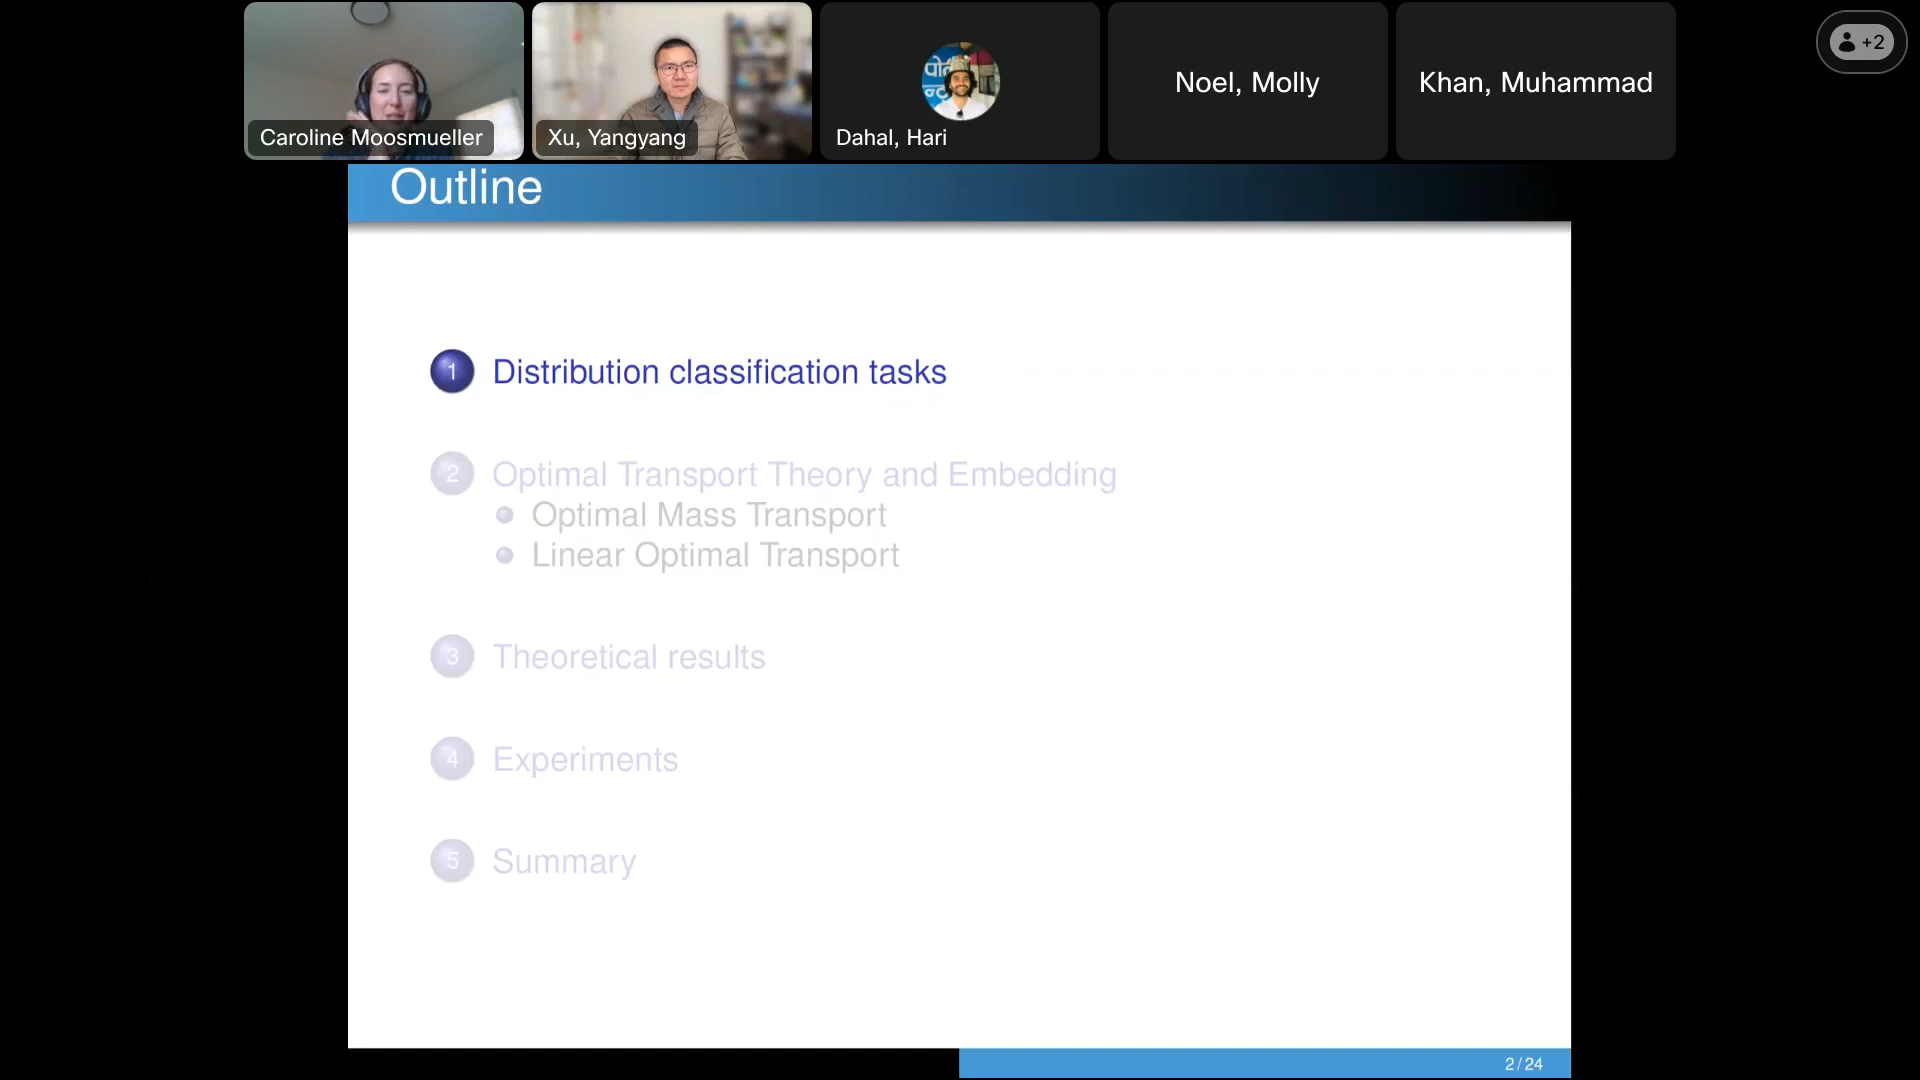 Caroline Moosmueller
Xu, Yangyang
Dahal, Hari
Noel, Molly
Khan, Muhammad
+2
Outline
1 Distribution classification tasks
2 Optimal Transport Theory and Embedding
Optimal Mass Transport
Linear Optimal Transport
3 Theoretical results
4 Experiments
5 Summary
2/24